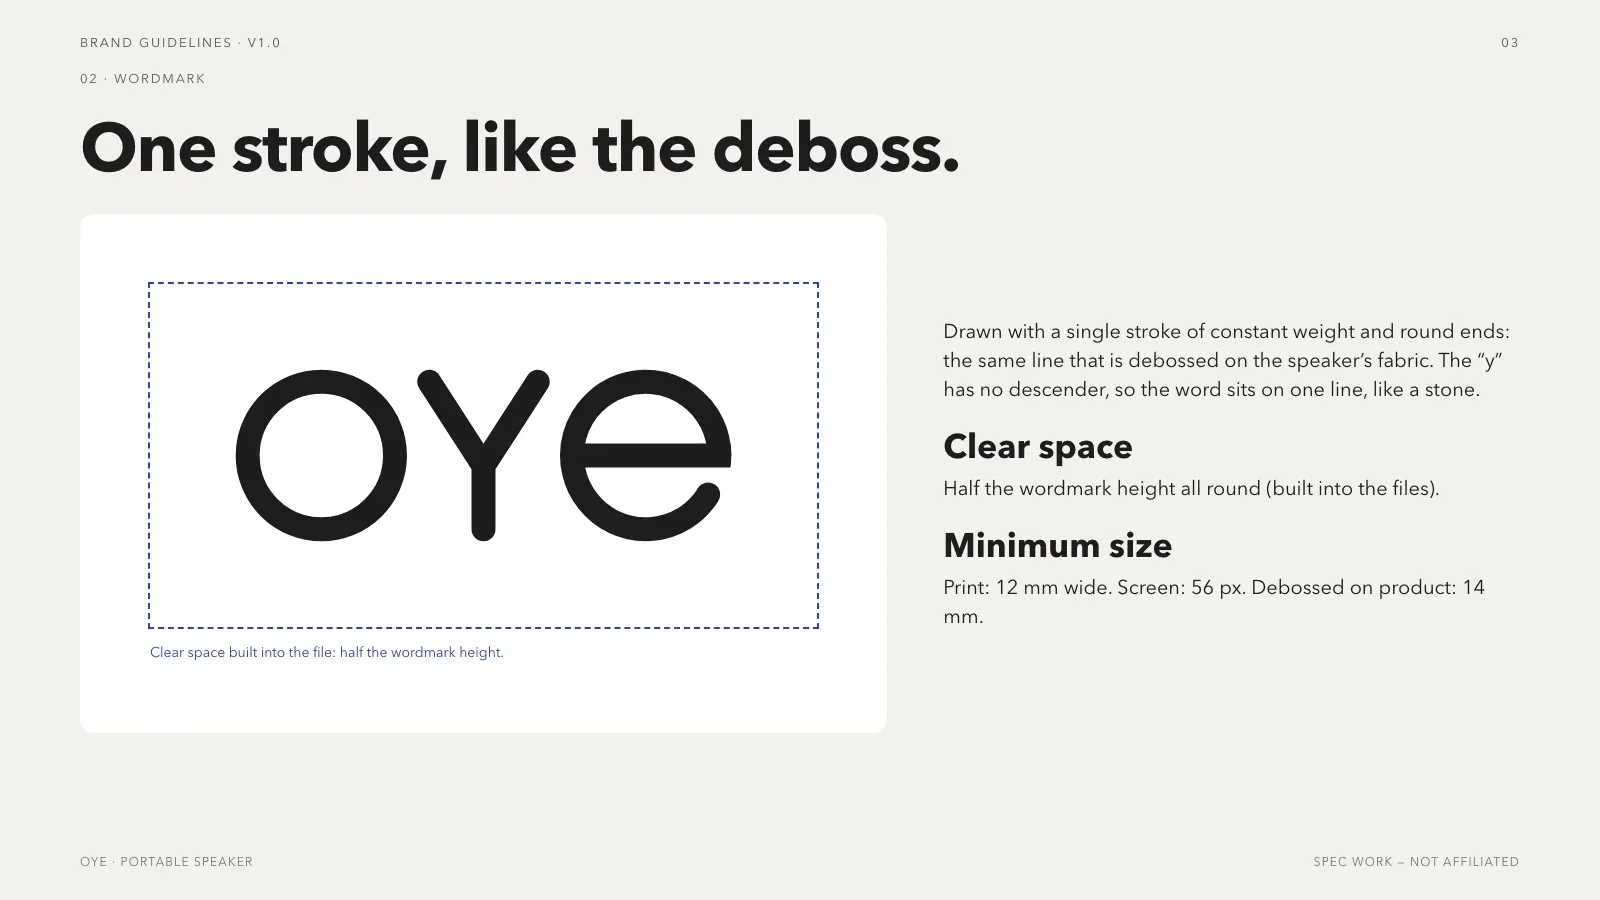 BRAND GUIDELINES · V1.0
03
02 · WORDMARK
One stroke, like the deboss.
oye
Clear space built into the file: half the wordmark height.
Drawn with a single stroke of constant weight and round ends:
the same line that is debossed on the speaker’s fabric. The “y”
has no descender, so the word sits on one line, like a stone.
Clear space
Half the wordmark height all round (built into the files).
Minimum size
Print: 12 mm wide. Screen: 56 px. Debossed on product: 14
mm.
OYE · PORTABLE SPEAKER
SPEC WORK – NOT AFFILIATED